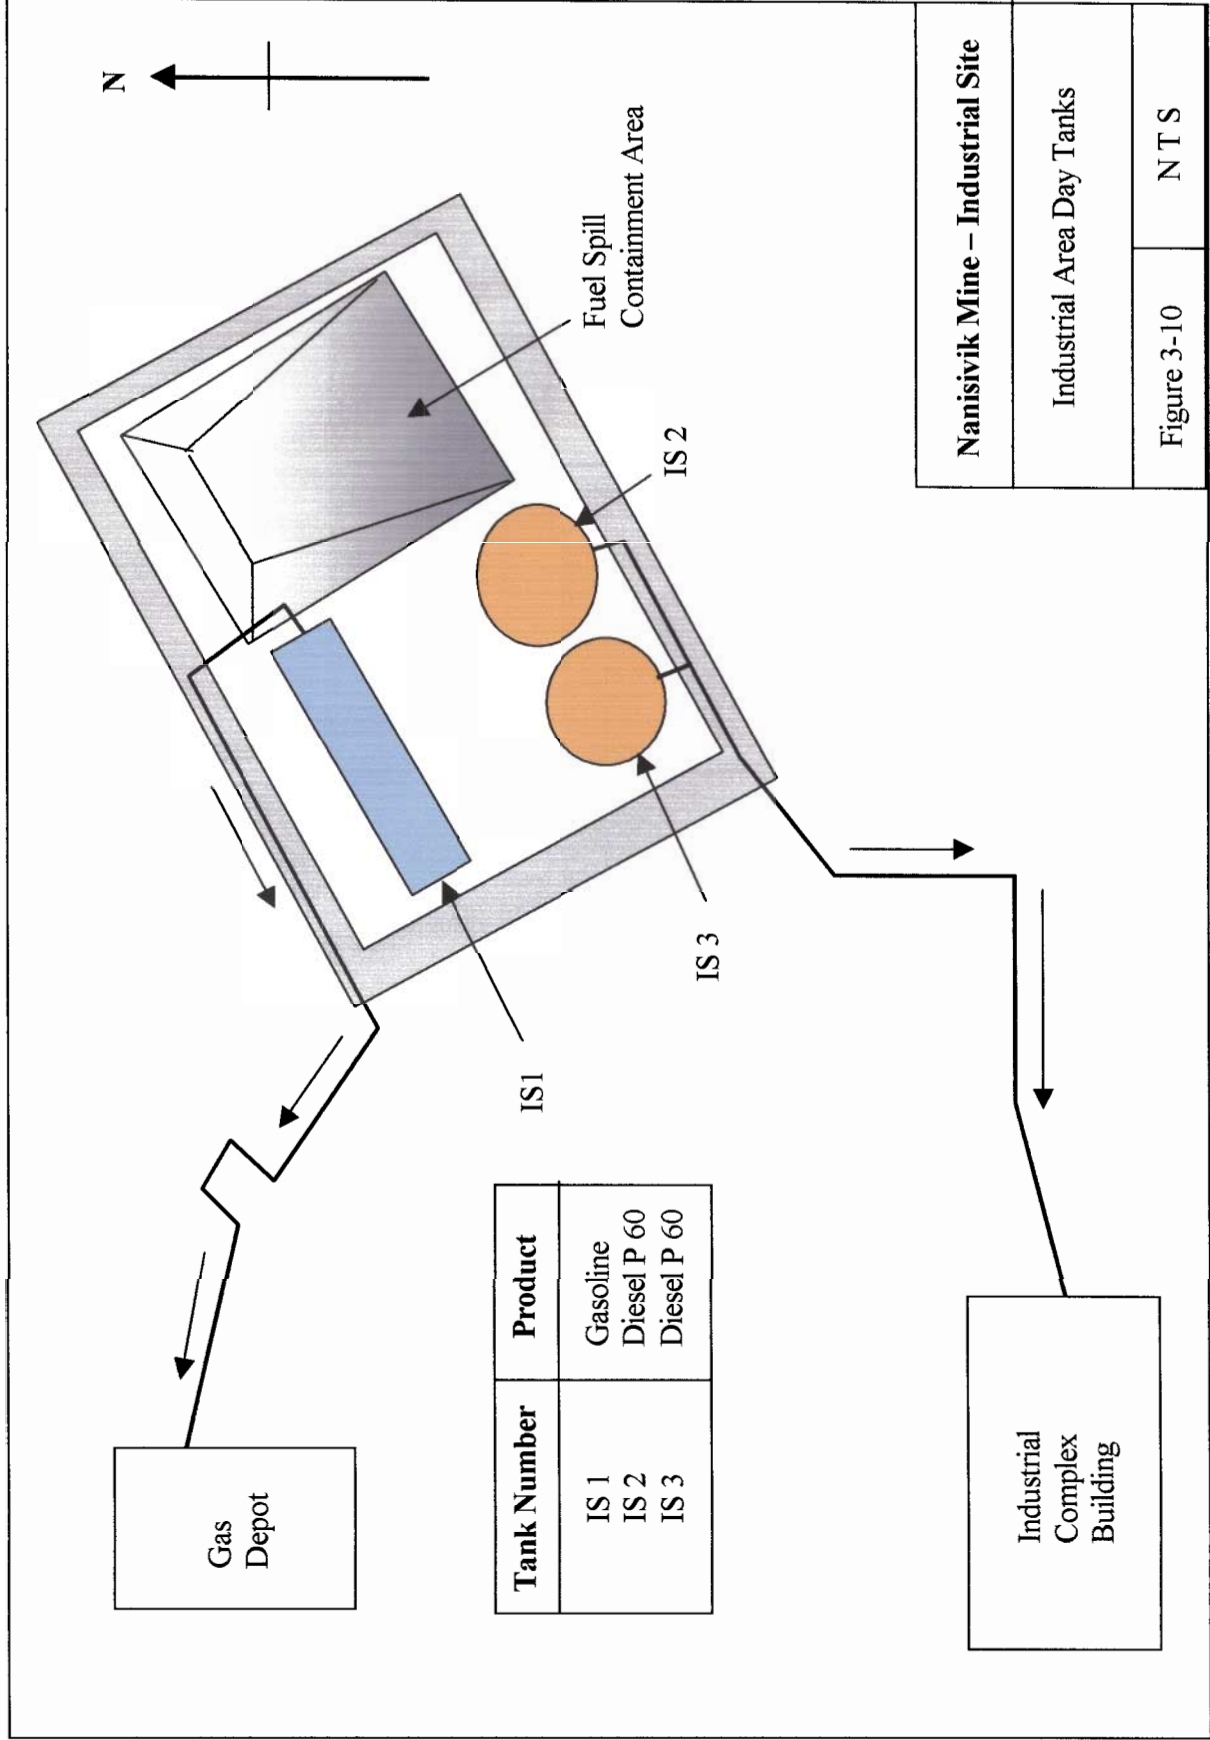 N
Fuel Spill
Containment Area
IS 2
IS 3
IS1
Gas
Depot
Tank Number Product
IS 1 Gasoline
IS 2 Diesel P 60
IS 3 Diesel P 60
Industrial
Complex
Building
Nanisivik Mine – Industrial Site
Industrial Area Day Tanks
Figure 3-10 N T S